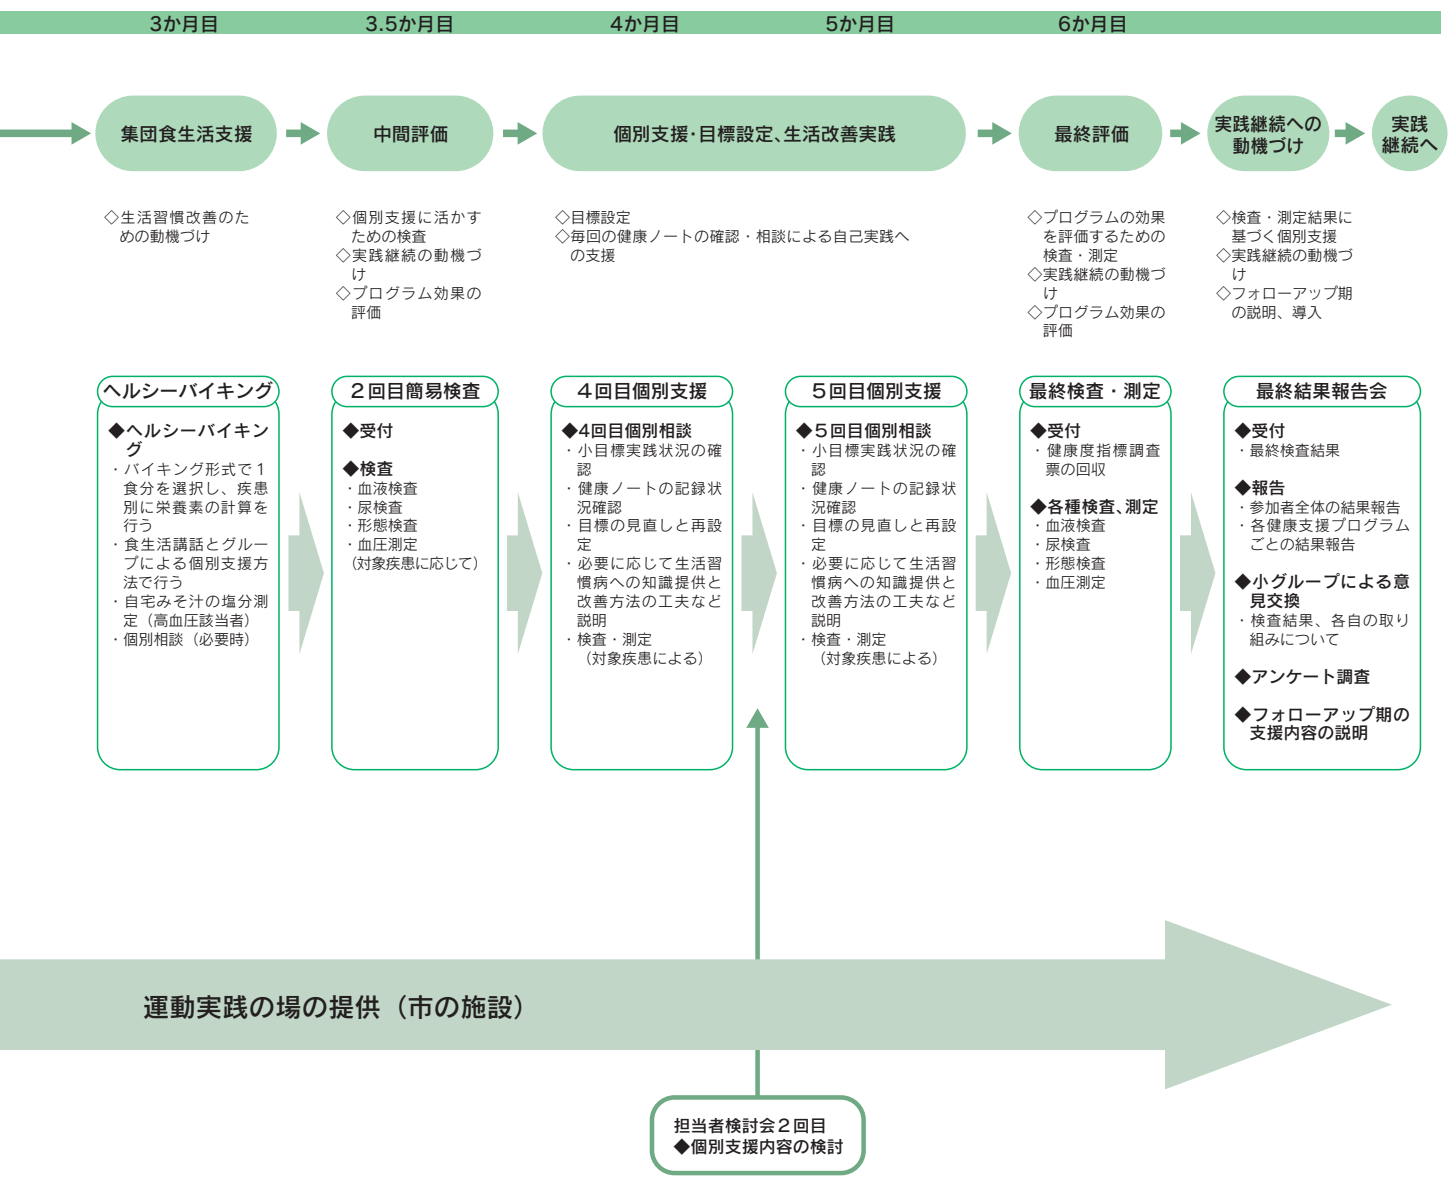 3か月目
3.5か月目
4か月目
5か月目
6か月目
集団食生活支援
中間評価
個別支援･目標設定､生活改善実践
最終評価
実践継続への
動機づけ
実践
継続へ
◇生活習慣改善のた
めの動機づけ
◇個別支援に活かす
ための検査
◇実践継続の動機づ
け
◇プログラム効果の
評価
◇目標設定
◇毎回の健康ノートの確認・相談による自己実践へ
の支援
◇プログラムの効果
を評価するための
検査・測定
◇実践継続の動機づ
け
◇プログラム効果の
評価
◇検査・測定結果に
基づく個別支援
◇実践継続の動機づ
け
◇フォローアップ期
の説明、導入
ヘルシーバイキング
◆ヘルシーバイキン
グ
・バイキング形式で１
食分を選択し、疾患
別に栄養素の計算を
行う
・食生活講話とグルー
プによる個別支援方
法で行う
・自宅みそ汁の塩分測
定（高血圧該当者）
・個別相談（必要時）
２回目簡易検査
◆受付
◆検査
・血液検査
・尿検査
・形態検査
・血圧測定
（対象疾患に応じて）
４回目個別支援
◆4回目個別相談
・小目標実践状況の確
認
・健康ノートの記録状
況確認
・目標の見直しと再設
定
・必要に応じて生活習
慣病への知識提供と
改善方法の工夫など
説明
・検査・測定
（対象疾患による）
５回目個別支援
◆５回目個別相談
・小目標実践状況の確
認
・健康ノートの記録状
況確認
・目標の見直しと再設
定
・必要に応じて生活習
慣病への知識提供と
改善方法の工夫など
説明
・検査・測定
（対象疾患による）
最終検査・測定
◆受付
・健康度指標調査
票の回収
◆各種検査､測定
・血液検査
・尿検査
・形態検査
・血圧測定
最終結果報告会
◆受付
・最終検査結果
◆報告
・参加者全体の結果報告
・各健康支援プログラム
ごとの結果報告
◆小グループによる意
見交換
・検査結果、各自の取り
組みについて
◆アンケート調査
◆フォローアップ期の
支援内容の説明
運動実践の場の提供（市の施設）
担当者検討会２回目
◆個別支援内容の検討